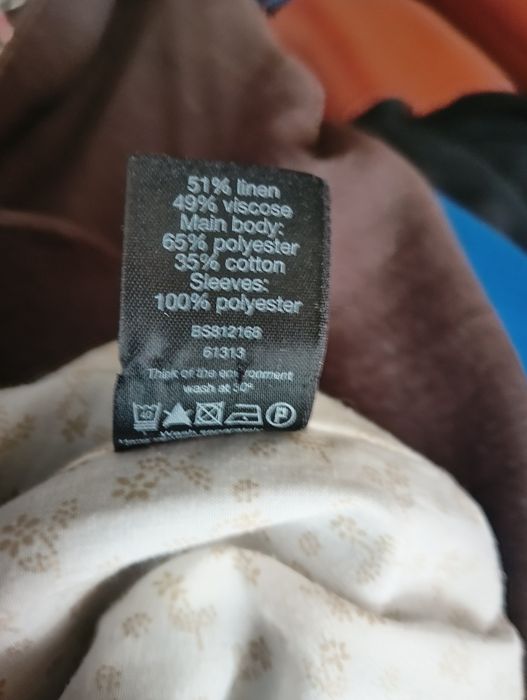 51% linen
49% viscose
Main body:
65% polyester
35% cotton
Sleeves:
100% polyester
BS812168
61313
Think of the environment
wash at 30°
40
P